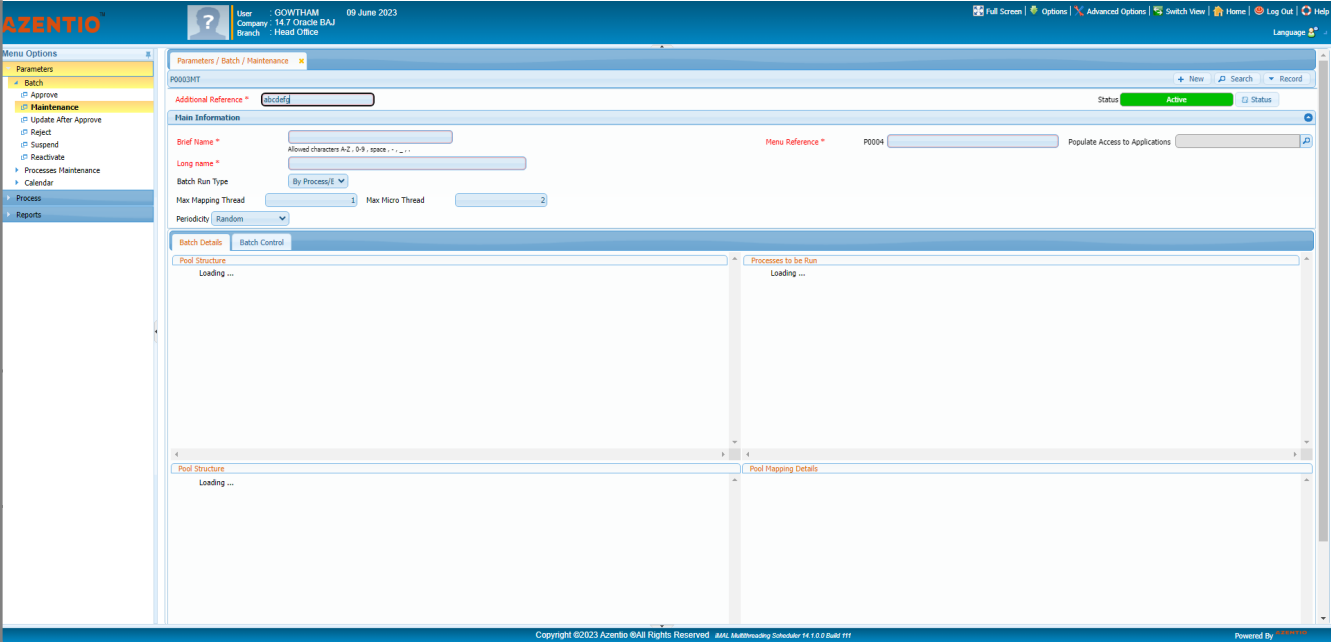 AZENTIO™
?
User : GOWTHAM 09 June 2023
Company : 14.7 Oracle BAJ
Branch : Head Office
Full Screen | Options | Advanced Options | Switch View | Home | Log Out | Help
Language
Menu Options
Parameters
Batch
Approve
Maintenance
Update After Approve
Reject
Suspend
Reactivate
Processes Maintenance
Calendar
Process
Reports
Parameters / Batch / Maintenance
P0003MT
+ New Search Record
Additional Reference * abcdefg
Status Active Status
Main Information
Brief Name *
Allowed characters A-Z , 0-9 , space , - , _ , .
Menu Reference * P0004
Populate Access to Applications
Long name *
Batch Run Type By Process/E
Max Mapping Thread 1 Max Micro Thread 2
Periodicity Random
Batch Details Batch Control
Pool Structure
Loading ...
Processes to be Run
Loading ...
Pool Structure
Loading ...
Pool Mapping Details
Copyright ©2023 Azentio ®All Rights Reserved iMAL Multithreading Scheduler 14.1.0.0 Build 111
Powered By AZENTIO